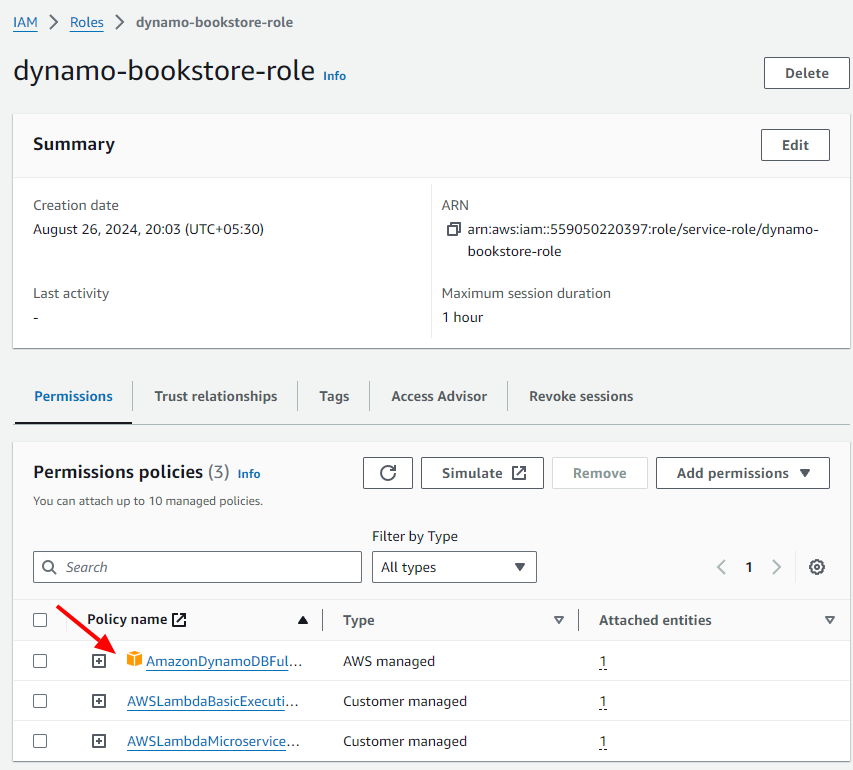 IAM > Roles > dynamo-bookstore-role
dynamo-bookstore-role Info
Delete
Summary
Edit
Creation date
August 26, 2024, 20:03 (UTC+05:30)
ARN
arn:aws:iam::559050220397:role/service-role/dynamo-
bookstore-role
Last activity
-
Maximum session duration
1 hour
Permissions
Trust relationships
Tags
Access Advisor
Revoke sessions
Permissions policies (3) Info
You can attach up to 10 managed policies.
Simulate
Remove
Add permissions
Filter by Type
Search
All types
1
Policy name
Type
Attached entities
AmazonDynamoDBFul... AWS managed 1
AWSLambdaBasicExecuti... Customer managed 1
AWSLambdaMicroservice... Customer managed 1